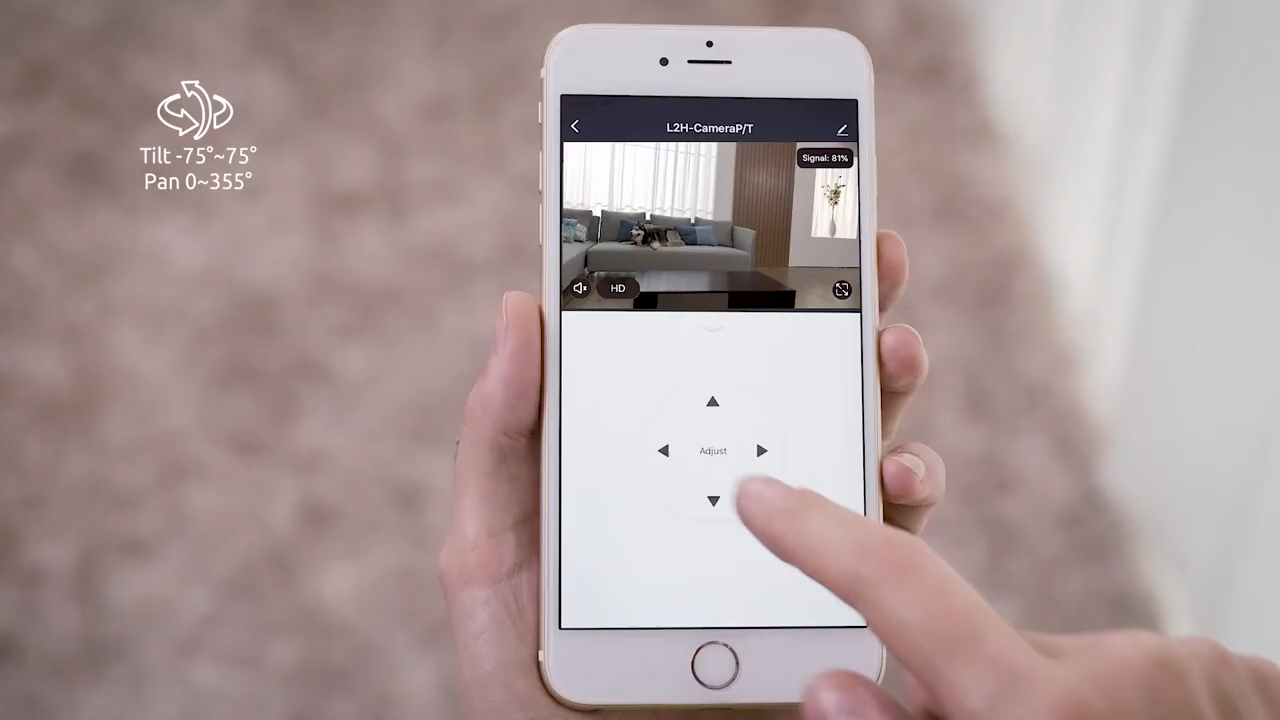 Tilt -75°~75°
Pan 0~355°
L2H-CameraP/T
Signal: 81%
HD
Adjust